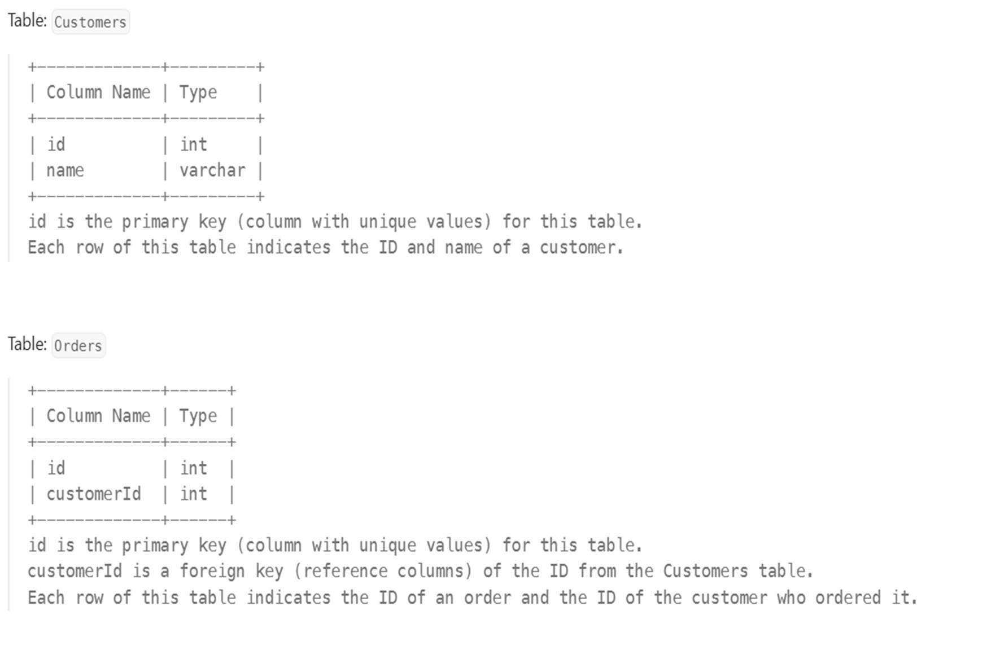 Table: Customers
+-------------+---------+
| Column Name | Type    |
+-------------+---------+
| id          | int     |
| name        | varchar |
+-------------+---------+
id is the primary key (column with unique values) for this table.
Each row of this table indicates the ID and name of a customer.
Table: Orders
+-------------+------+
| Column Name | Type |
+-------------+------+
| id          | int  |
| customerId  | int  |
+-------------+------+
id is the primary key (column with unique values) for this table.
customerId is a foreign key (reference columns) of the ID from the Customers table.
Each row of this table indicates the ID of an order and the ID of the customer who ordered it.